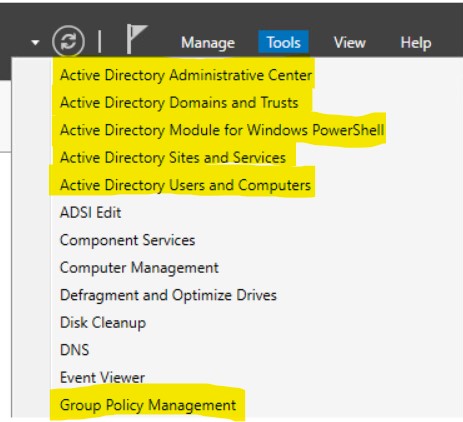 Manage Tools View Help
Active Directory Administrative Center
Active Directory Domains and Trusts
Active Directory Module for Windows PowerShell
Active Directory Sites and Services
Active Directory Users and Computers
ADSI Edit
Component Services
Computer Management
Defragment and Optimize Drives
Disk Cleanup
DNS
Event Viewer
Group Policy Management